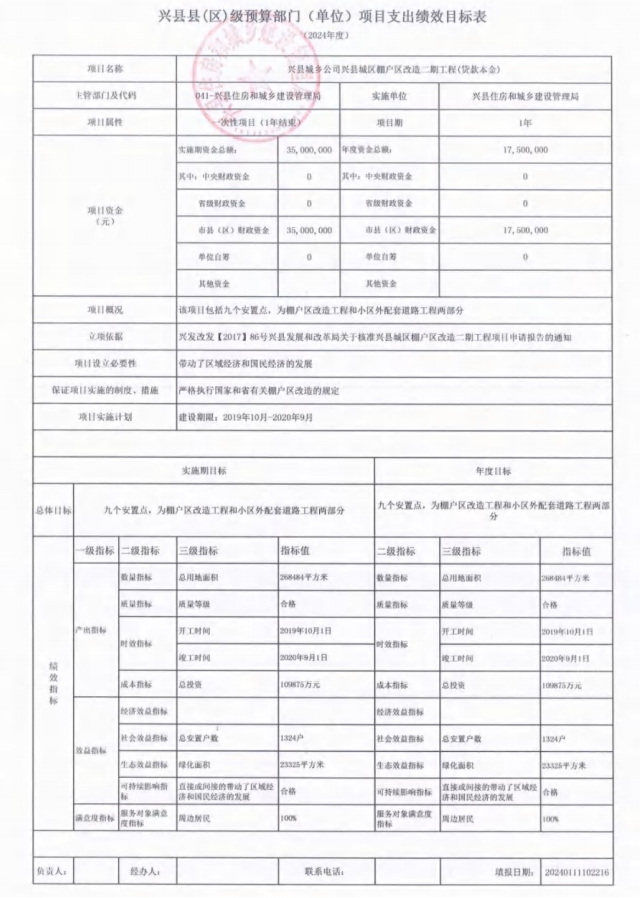 兴县县(区)级预算部门（单位）项目支出绩效目标表
（2024年度）
项目名称 兴县城乡公司兴县城区棚户区改造二期工程(贷款本金)
主管部门及代码 041-兴县住房和城乡建设管理局 实施单位 兴县住房和城乡建设管理局
项目属性 一次性项目（1年结束） 项目期 1年
项目资金
（元）
实施期资金总额： 35,000,000 年度资金总额： 17,500,000
其中：中央财政资金 0 其中：中央财政资金 0
省级财政资金 0 省级财政资金 0
市县（区）财政资金 35,000,000 市县（区）财政资金 17,500,000
单位自筹 0 单位自筹 0
其他资金 其他资金
项目概况 该项目包括九个安置点，为棚户区改造工程和小区外配套道路工程两部分
立项依据 兴发改发【2017】86号兴县发展和改革局关于核准兴县城区棚户区改造二期工程项目申请报告的通知
项目设立必要性 带动了区域经济和国民经济的发展
保证项目实施的制度、措施 严格执行国家和省有关棚户区改造的规定
项目实施计划 建设期限：2019年10月-2020年9月
实施期目标 年度目标
总体目标 九个安置点，为棚户区改造工程和小区外配套道路工程两部分 九个安置点，为棚户区改造工程和小区外配套道路工程两部
分
绩效指标
一级指标 二级指标 三级指标 指标值 二级指标 三级指标 指标值
产出指标
数量指标 总用地面积 268484平方米 数量指标 总用地面积 268484平方米
质量指标 质量等级 合格 质量指标 质量等级 合格
时效指标 开工时间 2019年10月1日 时效指标 开工时间 2019年10月1日
竣工时间 2020年9月1日 竣工时间 2020年9月1日
成本指标 总投资 109875万元 成本指标 总投资 109875万元
效益指标
经济效益指标 经济效益指标
社会效益指标 总安置户数 1324户 社会效益指标 总安置户数 1324户
生态效益指标 绿化面积 23325平方米 生态效益指标 绿化面积 23325平方米
可持续影响指 直接或间接的带动了区域经 合格 可持续影响指 直接或间接的带动了区域经 合格
标 济和国民经济的发展 标 济和国民经济的发展
满意度指标 服务对象满意 周边居民 100% 服务对象满意度 周边居民 100%
度指标 指标
负责人： 经办人： 联系电话： 填报日期： 20240111102216